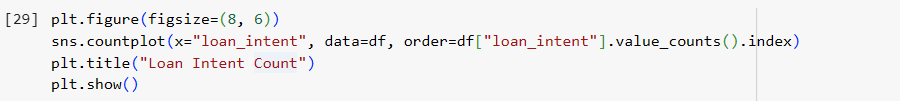 [29] plt.figure(figsize=(8, 6))
sns.countplot(x="loan_intent", data=df, order=df["loan_intent"].value_counts().index)
plt.title("Loan Intent Count")
plt.show()